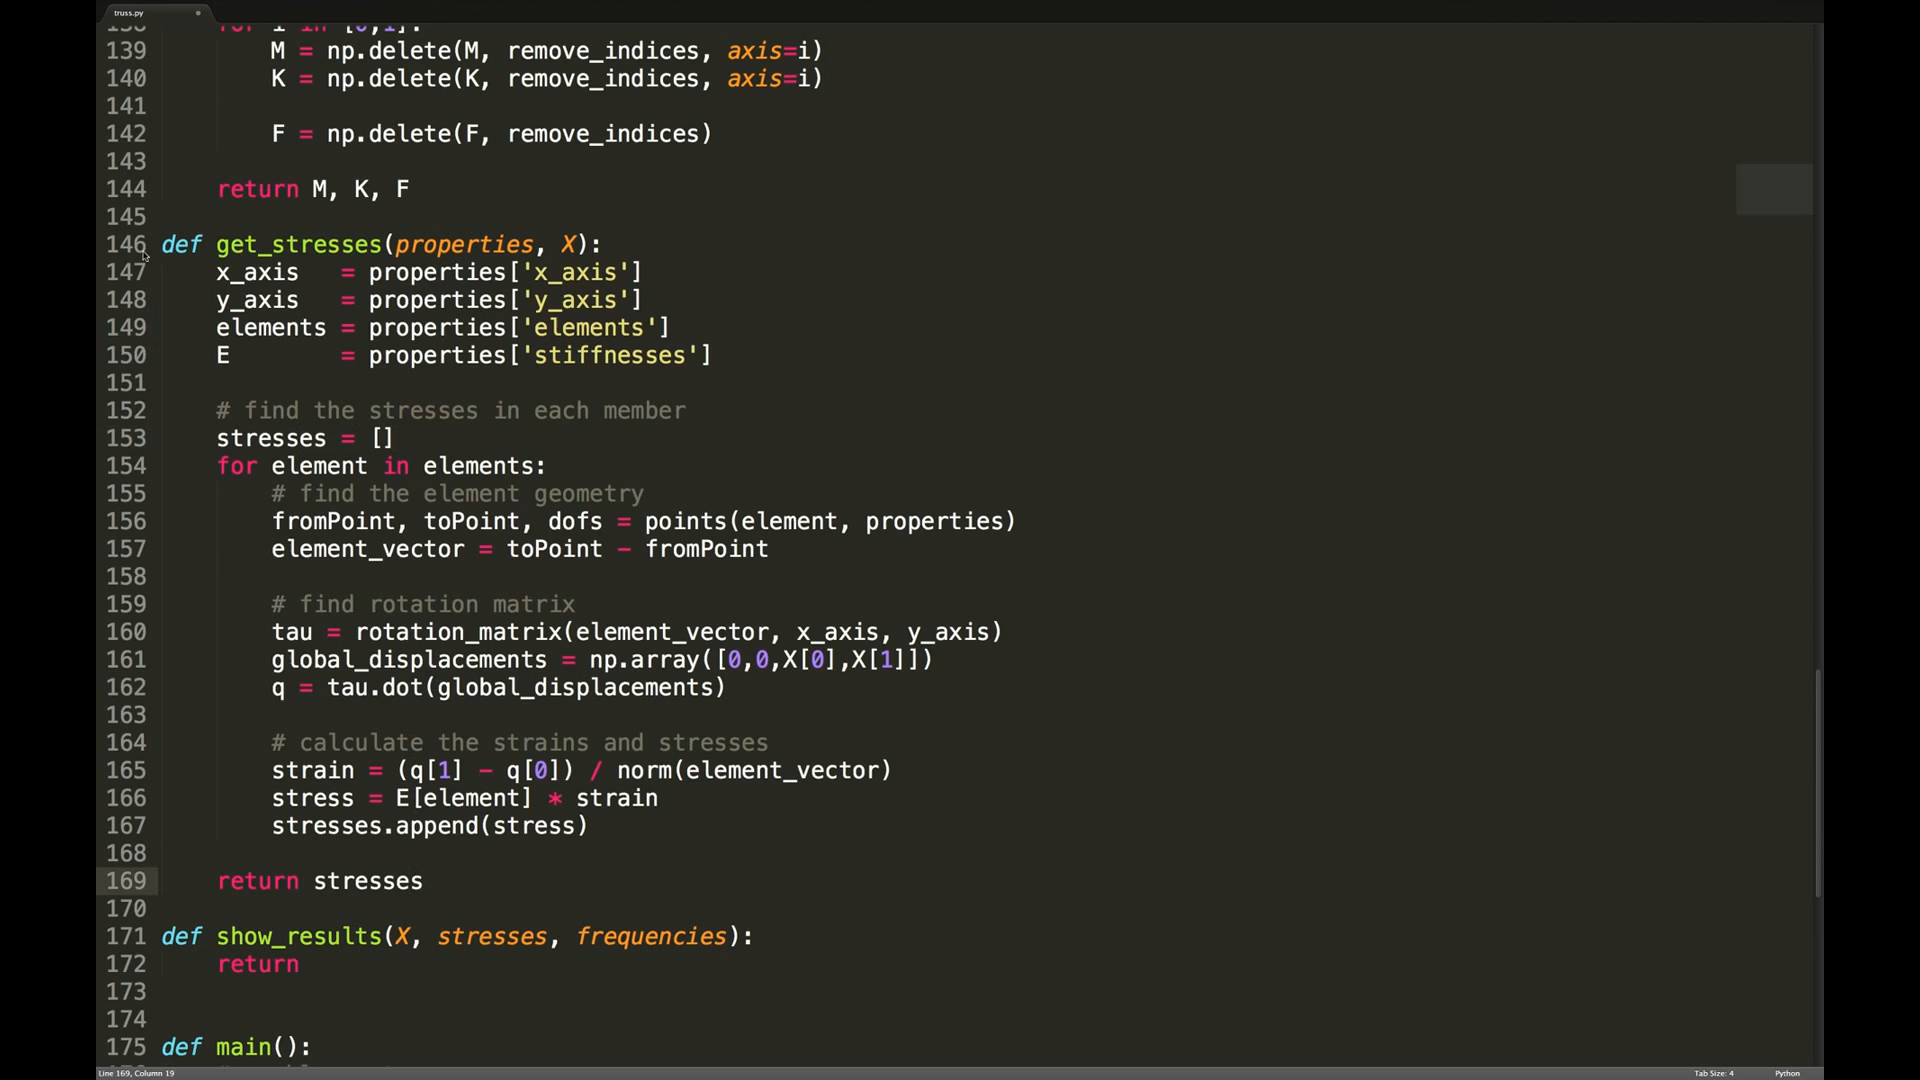 truss.py
138 for i in [0,1]:
139 M = np.delete(M, remove_indices, axis=i)
140 K = np.delete(K, remove_indices, axis=i)
141
142 F = np.delete(F, remove_indices)
143
144 return M, K, F
145
146 def get_stresses(properties, X):
147 x_axis = properties['x_axis']
148 y_axis = properties['y_axis']
149 elements = properties['elements']
150 E = properties['stiffnesses']
151
152 # find the stresses in each member
153 stresses = []
154 for element in elements:
155 # find the element geometry
156 fromPoint, toPoint, dofs = points(element, properties)
157 element_vector = toPoint - fromPoint
158
159 # find rotation matrix
160 tau = rotation_matrix(element_vector, x_axis, y_axis)
161 global_displacements = np.array([0,0,X[0],X[1]])
162 q = tau.dot(global_displacements)
163
164 # calculate the strains and stresses
165 strain = (q[1] - q[0]) / norm(element_vector)
166 stress = E[element] * strain
167 stresses.append(stress)
168
169 return stresses
170
171 def show_results(X, stresses, frequencies):
172 return
173
174
175 def main():
Line 169, Column 19
Tab Size: 4
Python